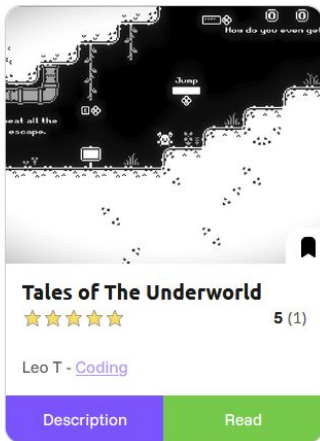 How do you even get
Jump
eat all the
escape.
Tales of The Underworld
5 (1)
Leo T - Coding
Description
Read